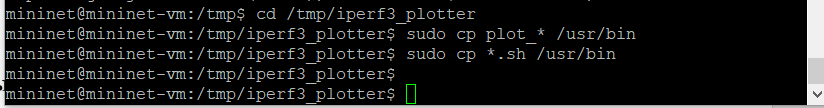 mininet@mininet-vm:/tmp$ cd /tmp/iperf3_plotter
mininet@mininet-vm:/tmp/iperf3_plotter$ sudo cp plot_* /usr/bin
mininet@mininet-vm:/tmp/iperf3_plotter$ sudo cp *.sh /usr/bin
mininet@mininet-vm:/tmp/iperf3_plotter$
mininet@mininet-vm:/tmp/iperf3_plotter$